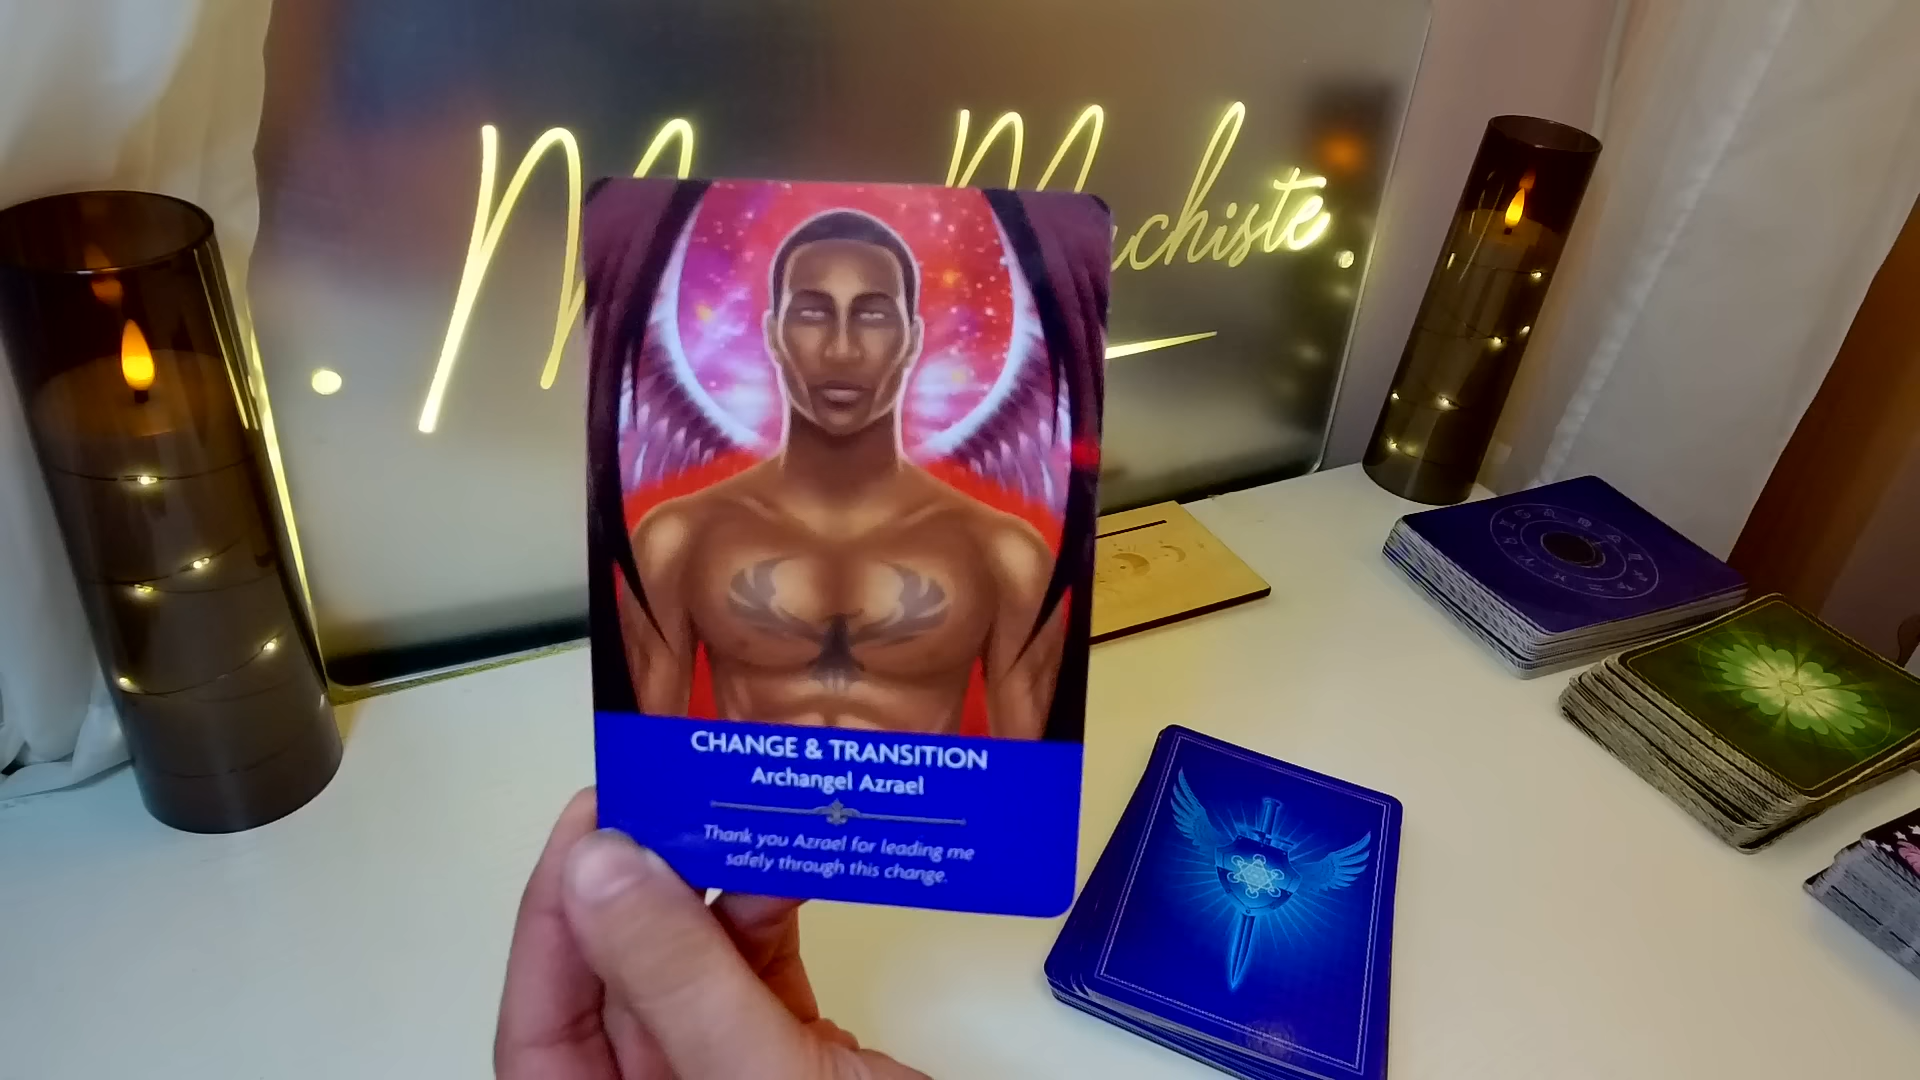 CHANGE & TRANSITION
Archangel Azrael
Thank you Azrael for leading me
safely through this change.